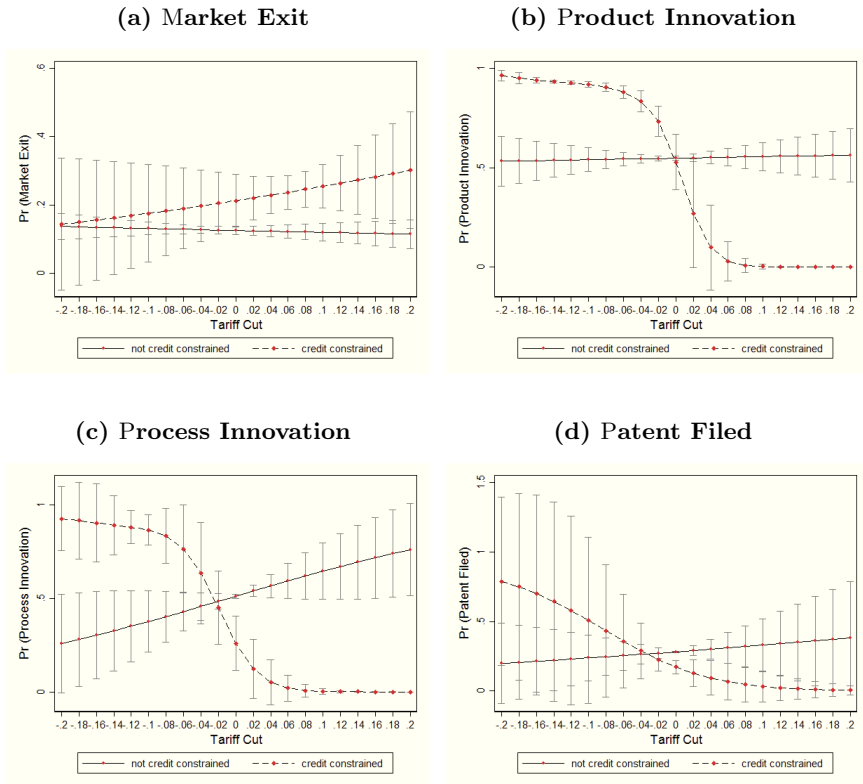 (a) Market Exit
Pr (Market Exit)
.6
.4
.2
0
-.2 -.18 -.16 -.14 -.12 -.1 -.08 -.06 -.04 -.02 0 .02 .04 .06 .08 .1 .12 .14 .16 .18 .2
Tariff Cut
not credit constrained credit constrained
(b) Product Innovation
Pr (Product Innovation)
1
.5
0
-.2 -.18 -.16 -.14 -.12 -.1 -.08 -.06 -.04 -.02 0 .02 .04 .06 .08 .1 .12 .14 .16 .18 .2
Tariff Cut
not credit constrained credit constrained
(c) Process Innovation
Pr (Process Innovation)
1
.5
0
-.2 -.18 -.16 -.14 -.12 -.1 -.08 -.06 -.04 -.02 0 .02 .04 .06 .08 .1 .12 .14 .16 .18 .2
Tariff Cut
not credit constrained credit constrained
(d) Patent Filed
Pr (Patent Filed)
1.5
1
.5
0
-.2 -.18 -.16 -.14 -.12 -.1 -.08 -.06 -.04 -.02 0 .02 .04 .06 .08 .1 .12 .14 .16 .18 .2
Tariff Cut
not credit constrained credit constrained